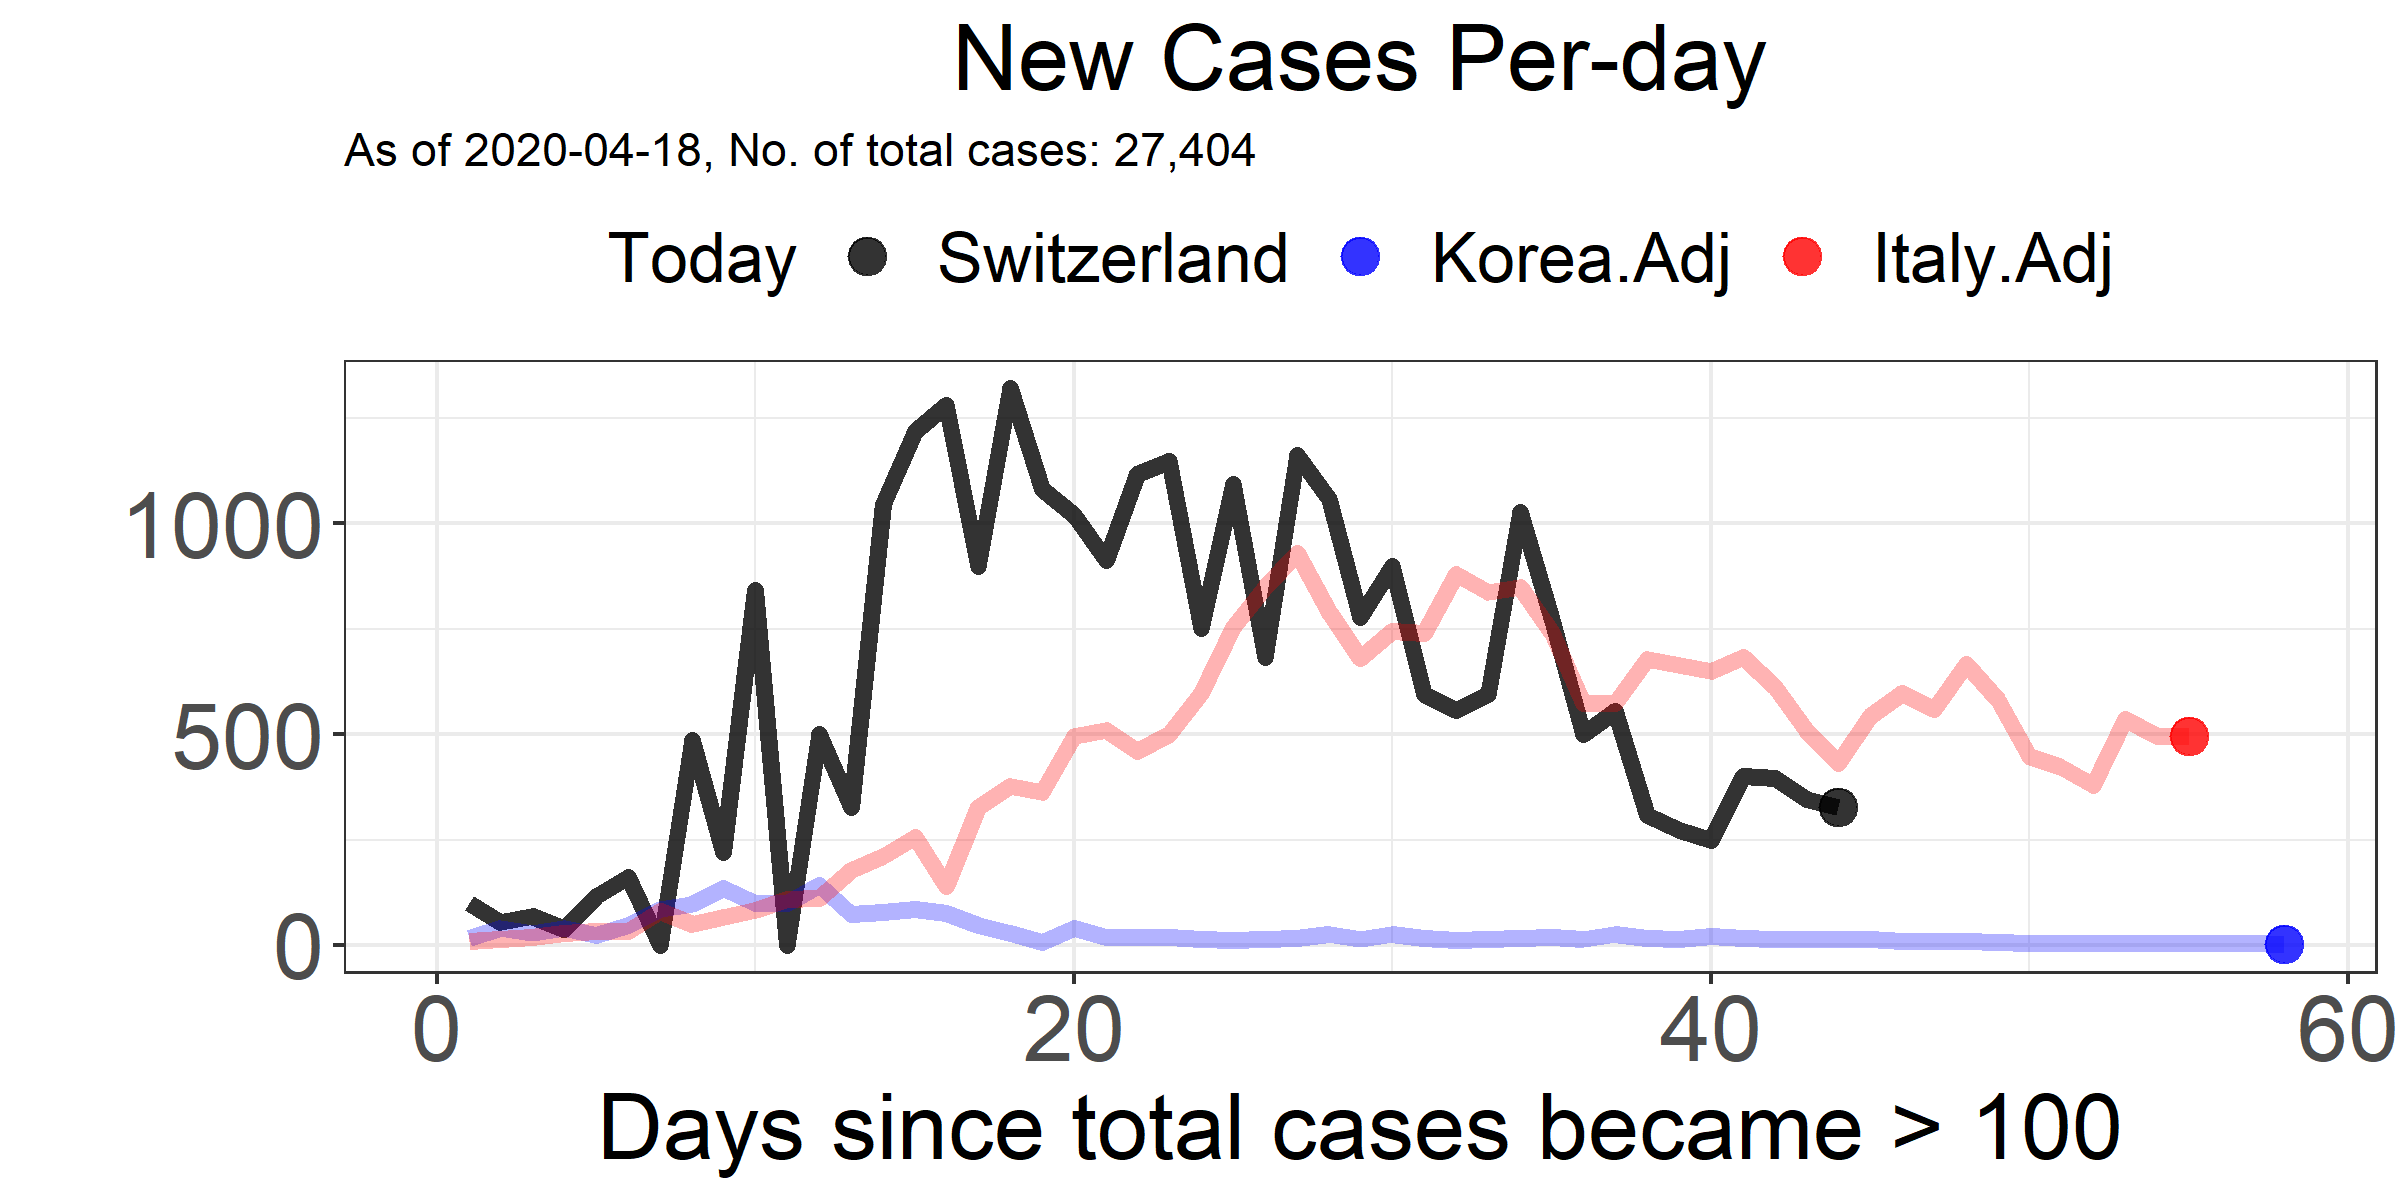 New Cases Per-day
As of 2020-04-18, No. of total cases: 27,404
Today Switzerland Korea.Adj Italy.Adj
1000
500
0
0 20 40 60
Days since total cases became > 100